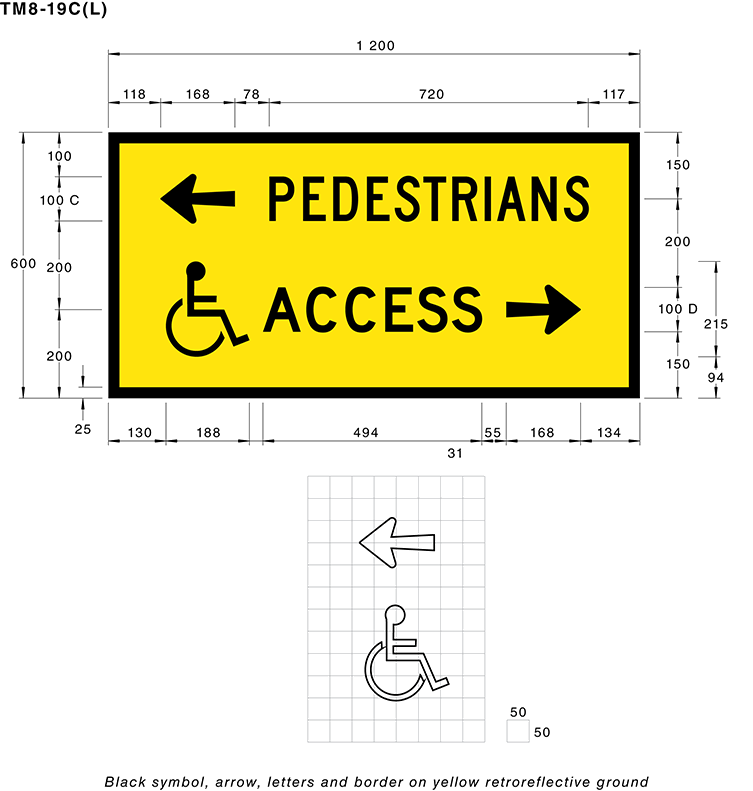 TM8-19C(L)
1 200
118 168 78 720 117
100
150
100 C
PEDESTRIANS
600
200
200
ACCESS
100 D
215
200
150
94
25
130 188 494 55 168 134
31
50
50
Black symbol, arrow, letters and border on yellow retroreflective ground